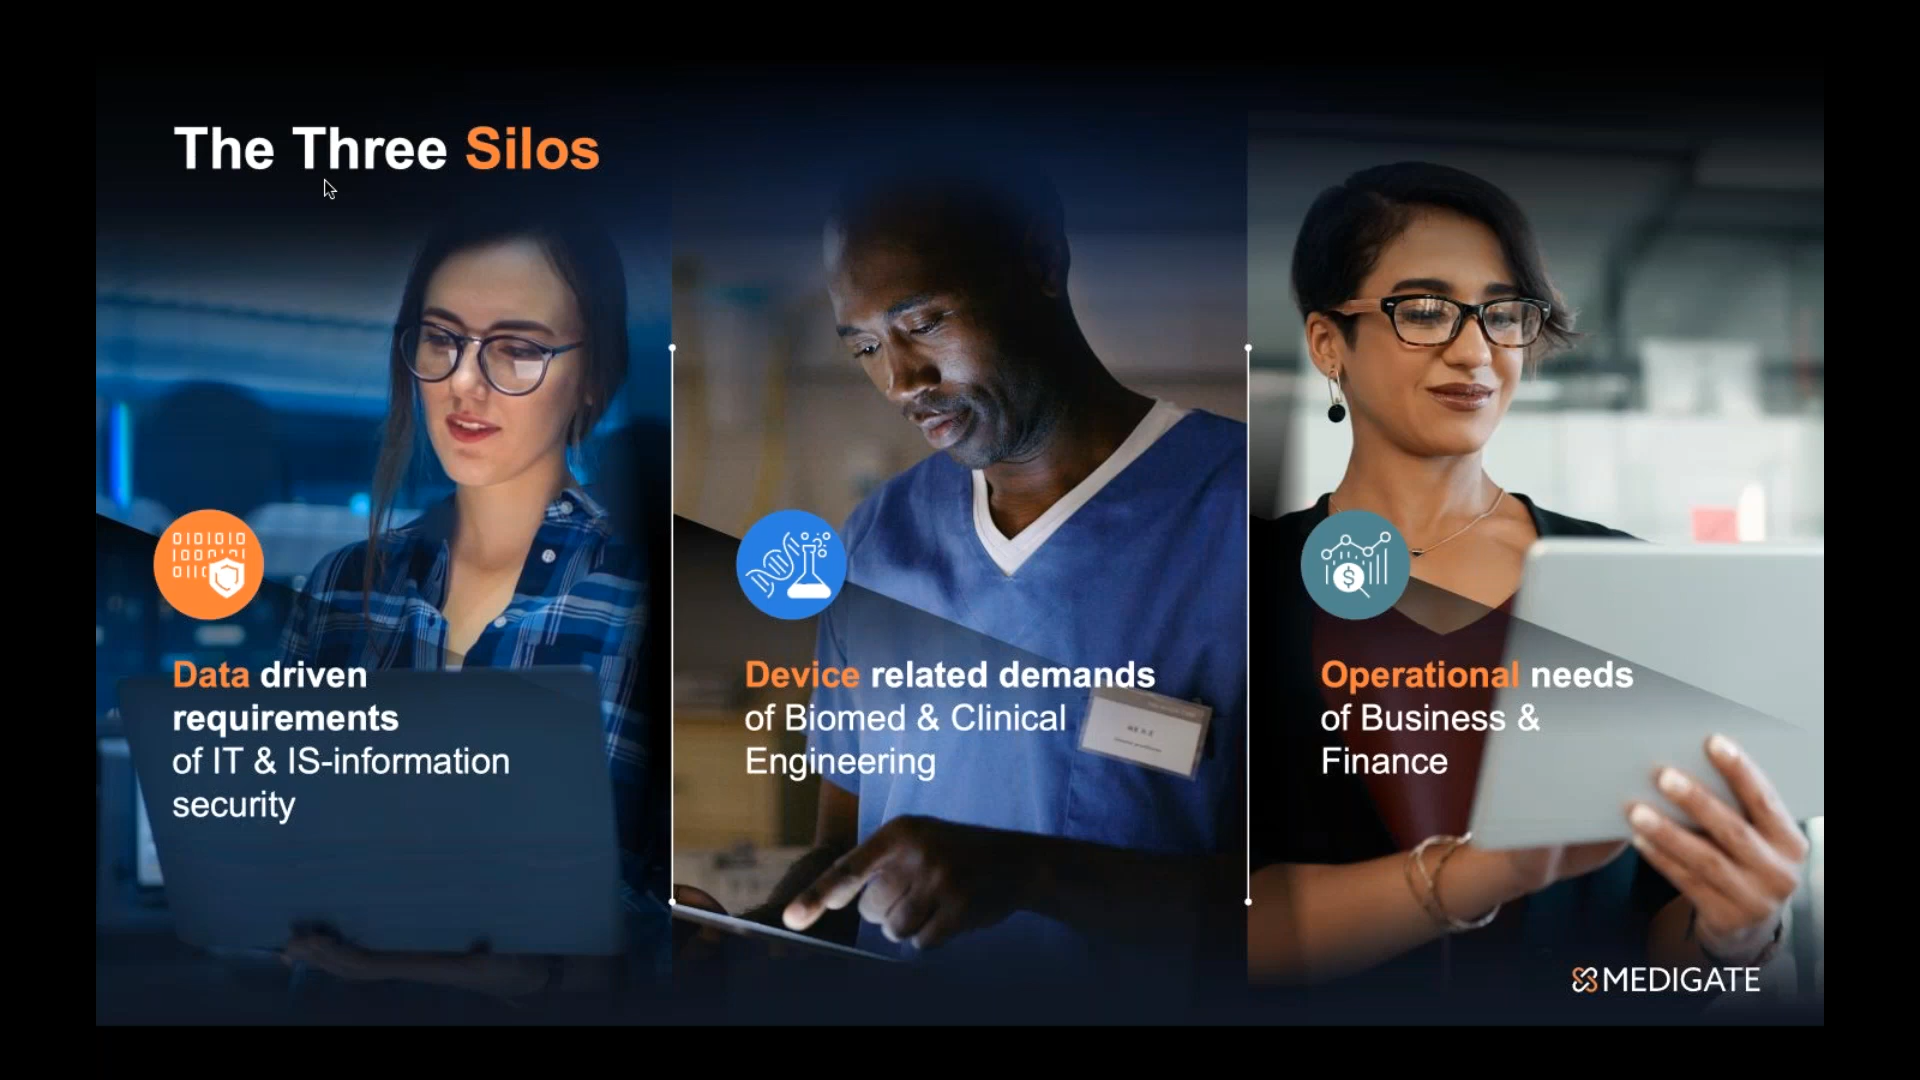 The Three Silos
010101
Data driven
requirements
of IT & IS-information
security
Device related demands
of Biomed & Clinical
Engineering
Operational needs
of Business &
Finance
$
MEDIGATE